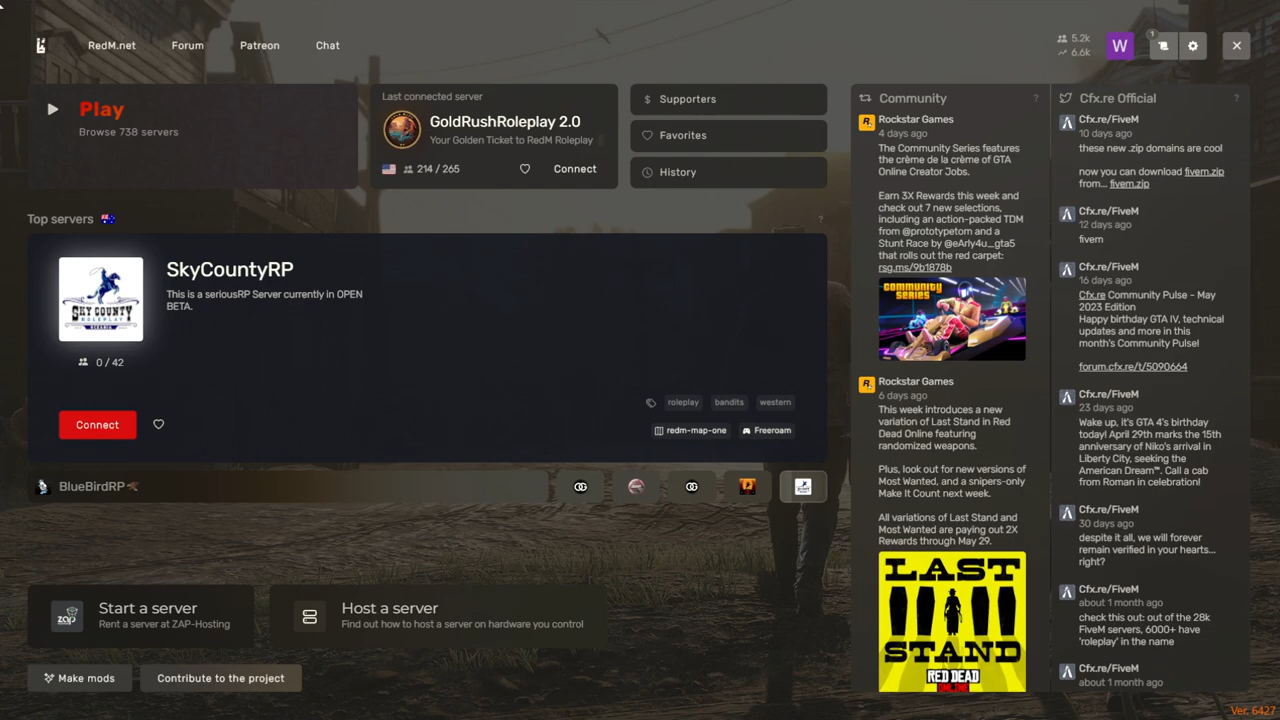 RedM.net
Forum
Patreon
Chat
5.2k
6.6k
W
1
Play
Browse 738 servers
Last connected server
GoldRushRoleplay 2.0
Your Golden Ticket to RedM Roleplay
214 / 265
Connect
$ Supporters
Favorites
History
Top servers
?
SkyCountyRP
This is a seriousRP Server currently in OPEN
BETA.
SKY COUNTY
ROLEPLAY
OCEANIA
0 / 42
Connect
roleplay
bandits
western
redm-map-one
Freeroam
BlueBirdRP
Start a server
Rent a server at ZAP-Hosting
ZAP
Host a server
Find out how to host a server on hardware you control
Make mods
Contribute to the project
Community
?
Rockstar Games
4 days ago
The Community Series features
the crème de la crème of GTA
Online Creator Jobs.
Earn 3X Rewards this week and
check out 7 new selections,
including an action-packed TDM
from @prototypetom and a
Stunt Race by @eArly4u_gta5
that rolls out the red carpet:
rsg.ms/9b1878b
COMMUNITY
SERIES
Rockstar Games
6 days ago
This week introduces a new
variation of Last Stand in Red
Dead Online featuring
randomized weapons.
Plus, look out for new versions of
Most Wanted, and a snipers-only
Make It Count next week.
All variations of Last Stand and
Most Wanted are paying out 2X
Rewards through May 29.
LAST
STAND
RED DEAD
ONLINE
Cfx.re Official
?
Cfx.re/FiveM
10 days ago
these new .zip domains are cool
now you can download fivem.zip
from... fivem.zip
Cfx.re/FiveM
12 days ago
fivem
Cfx.re/FiveM
16 days ago
Cfx.re Community Pulse - May
2023 Edition
Happy birthday GTA IV, technical
updates and more in this
month's Community Pulse!
forum.cfx.re/t/5090664
Cfx.re/FiveM
23 days ago
Wake up, it's GTA 4's birthday
today! April 29th marks the 15th
anniversary of Niko's arrival in
Liberty City, seeking the
American Dream™. Call a cab
from Roman in celebration!
Cfx.re/FiveM
30 days ago
despite it all, we will forever
remain verified in your hearts...
right?
Cfx.re/FiveM
about 1 month ago
check this out: out of the 28k
FiveM servers, 6000+ have
'roleplay' in the name
Cfx.re/FiveM
about 1 month ago
Ver. 6427